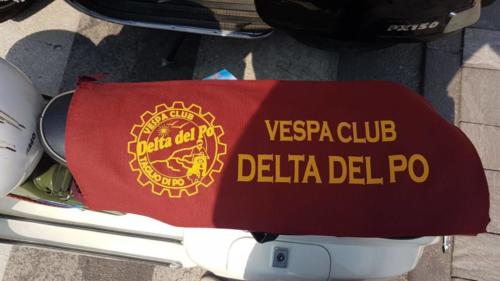 PX150
VESPA CLUB
Delta del Po
TAGLIO DI PO
VESPA CLUB
DELTA DEL PO